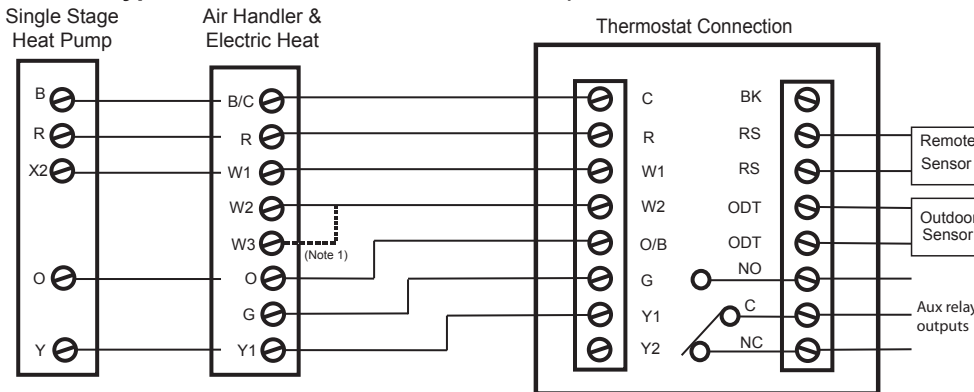 Single Stage
Heat Pump
Air Handler &
Electric Heat
Thermostat Connection
B
R
X2
O
Y
B/C
R
W1
W2
W3
(Note 1)
O
G
Y1
C
R
W1
W2
O/B
G
Y1
Y2
BK
RS
RS
ODT
ODT
NO
C
NC
Remote
Sensor
Outdoor
Sensor
Aux relay
outputs